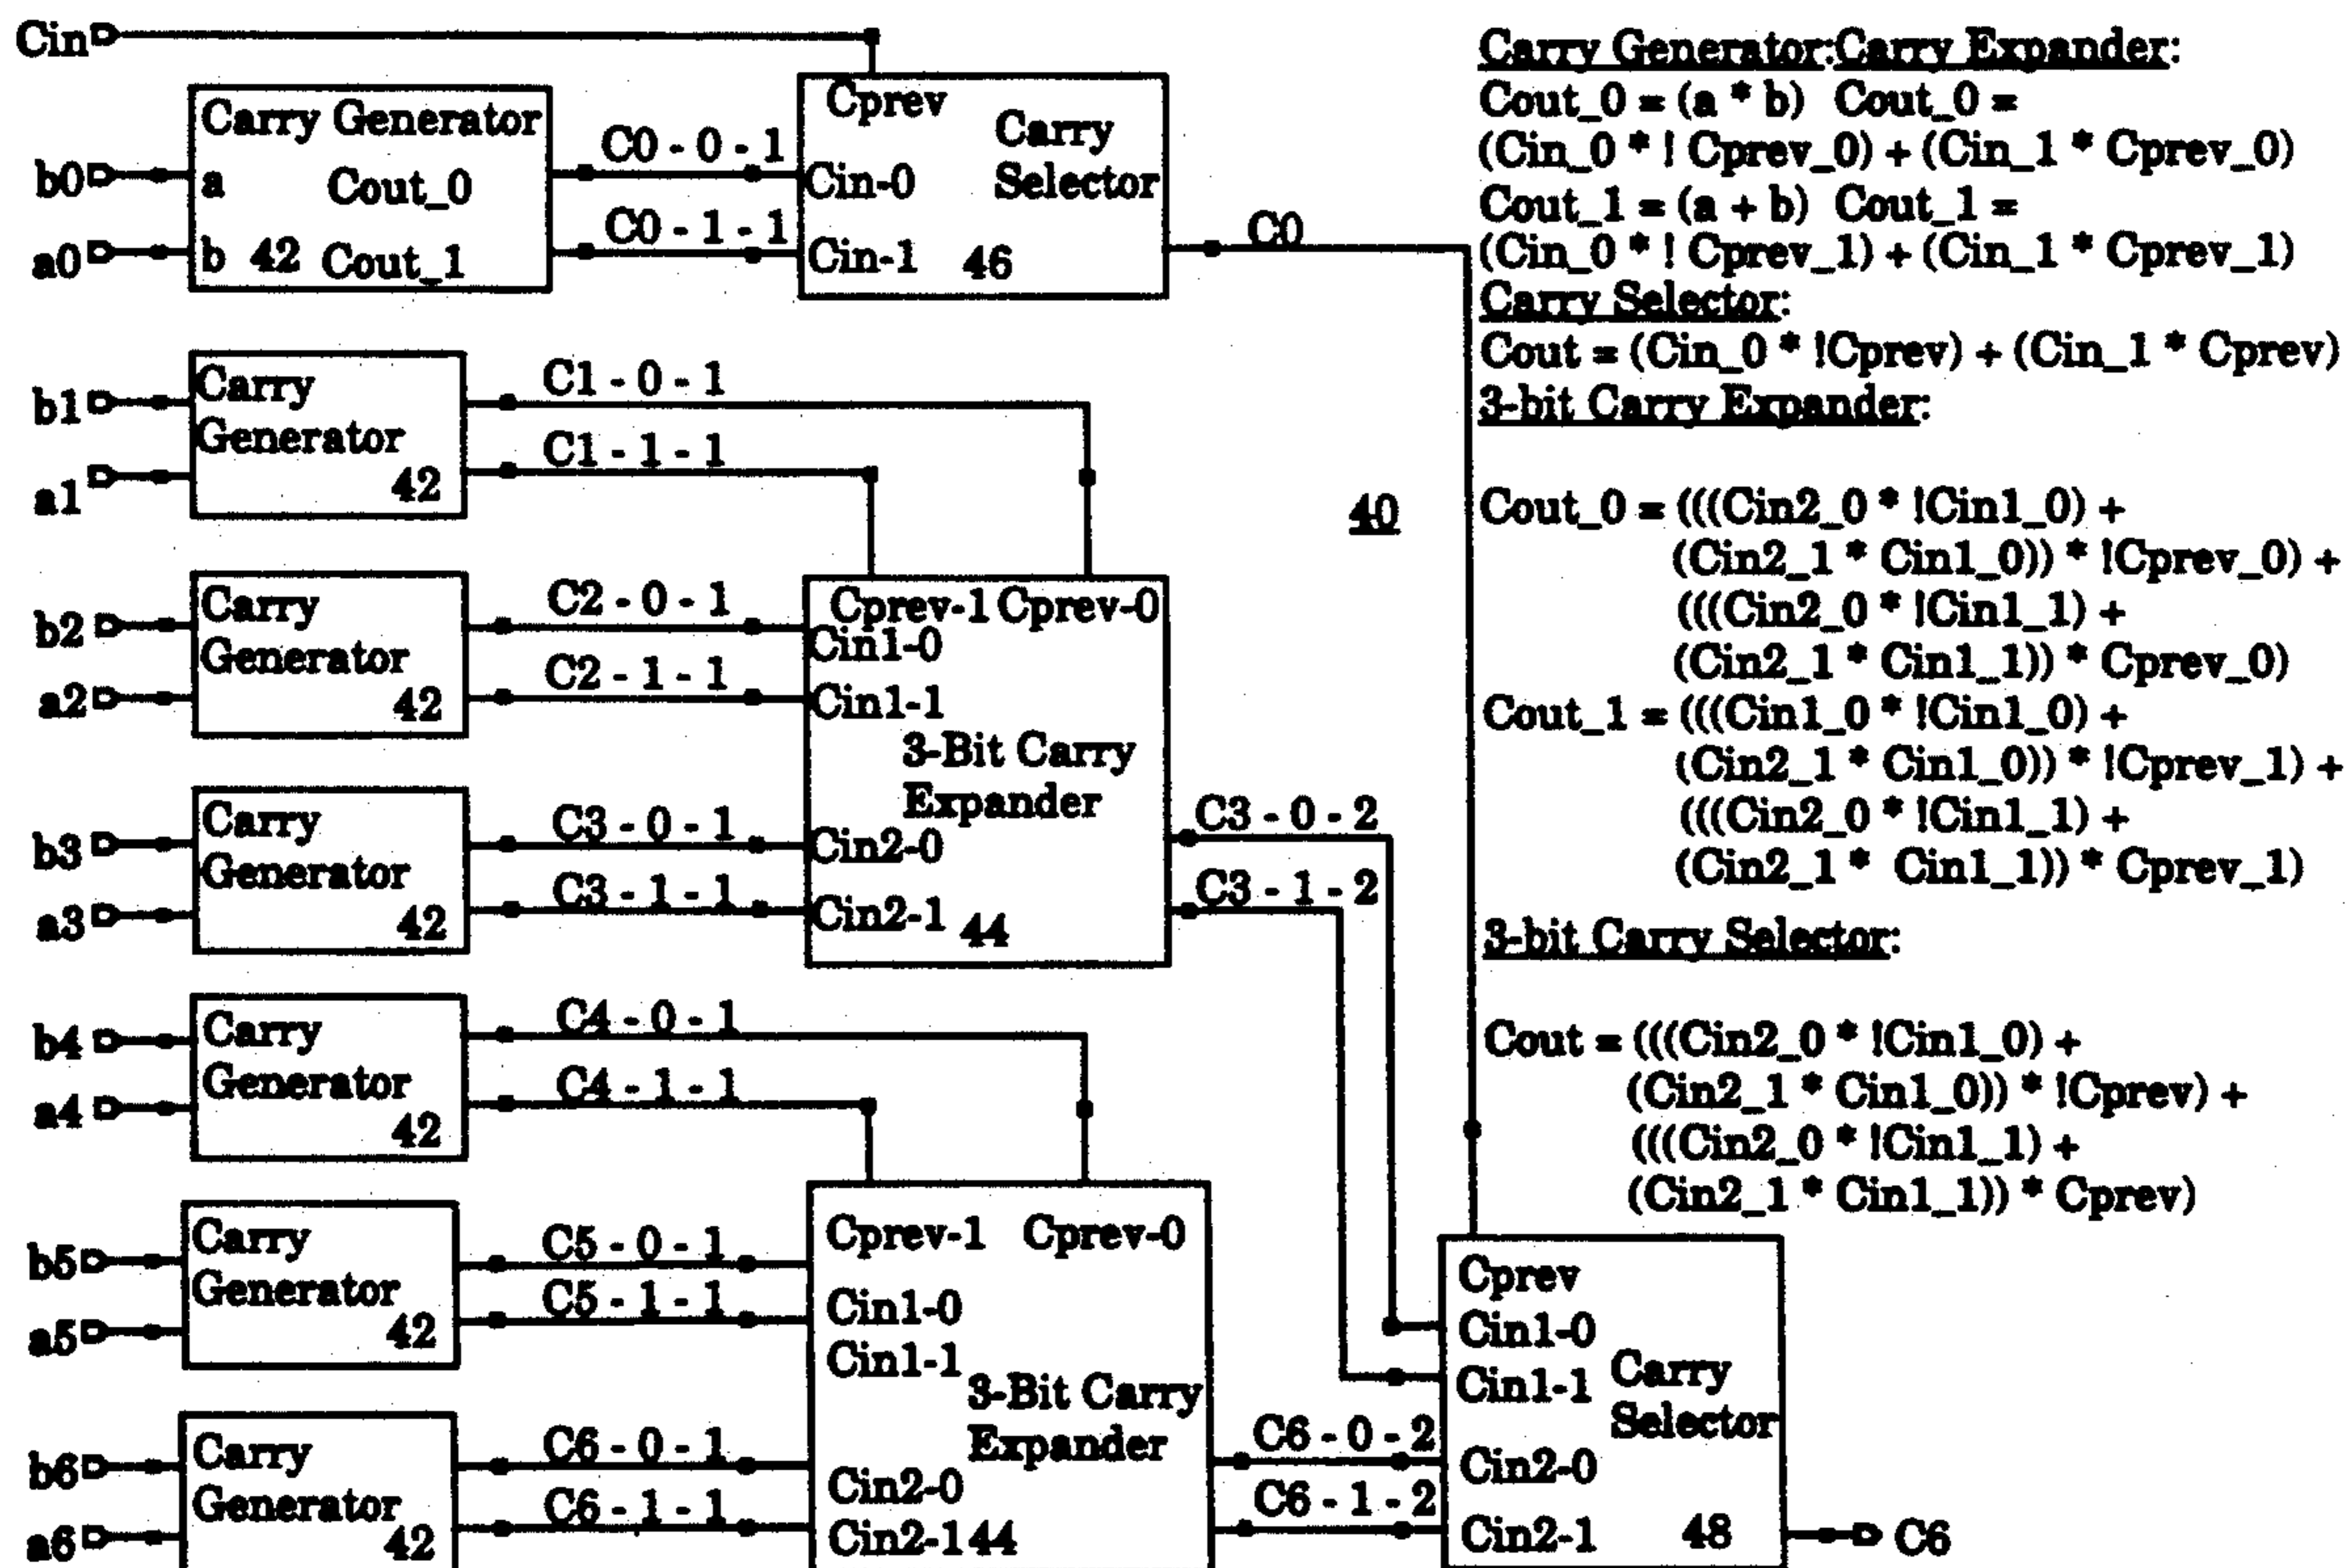 Cin
Carry Generator
a
Cout_0
b 42 Cout_1
b0
a0
C0 - 0 - 1
C0 - 1 - 1
Cprev
Carry
Selector
Cin-0
Cin-1 46
C0
b1
a1
Carry
Generator
42
C1 - 0 - 1
C1 - 1 - 1
b2
a2
Carry
Generator
42
C2 - 0 - 1
C2 - 1 - 1
b3
a3
Carry
Generator
42
C3 - 0 - 1
C3 - 1 - 1
Cprev-1 Cprev-0
Cin1-0
Cin1-1
3-Bit Carry
Expander
Cin2-0
Cin2-1 44
C3 - 0 - 2
C3 - 1 - 2
40
b4
a4
Carry
Generator
42
C4 - 0 - 1
C4 - 1 - 1
b5
a5
Carry
Generator
42
C5 - 0 - 1
C5 - 1 - 1
b6
a6
Carry
Generator
42
C6 - 0 - 1
C6 - 1 - 1
Cprev-1 Cprev-0
Cin1-0
Cin1-1
3-Bit Carry
Expander
Cin2-0
Cin2-1 44
C6 - 0 - 2
C6 - 1 - 2
Cprev
Cin1-0
Cin1-1
Carry
Selector
Cin2-0
Cin2-1 48
C6
Carry Generator:Carry Expander:
Cout_0 = (a * b) Cout_0 =
(Cin_0 * ! Cprev_0) + (Cin_1 * Cprev_0)
Cout_1 = (a + b) Cout_1 =
(Cin_0 * ! Cprev_1) + (Cin_1 * Cprev_1)
Carry Selector:
Cout = (Cin_0 * !Cprev) + (Cin_1 * Cprev)
3-bit Carry Expander:
Cout_0 = (((Cin2_0 * !Cin1_0) +
(Cin2_1 * Cin1_0)) * !Cprev_0) +
(((Cin2_0 * !Cin1_1) +
(Cin2_1 * Cin1_1)) * Cprev_0)
Cout_1 = (((Cin1_0 * !Cin1_0) +
(Cin2_1 * Cin1_0)) * !Cprev_1) +
(((Cin2_0 * !Cin1_1) +
(Cin2_1 * Cin1_1)) * Cprev_1)
3-bit Carry Selector:
Cout = (((Cin2_0 * !Cin1_0) +
(Cin2_1 * Cin1_0)) * !Cprev) +
(((Cin2_0 * !Cin1_1) +
(Cin2_1 * Cin1_1)) * Cprev)